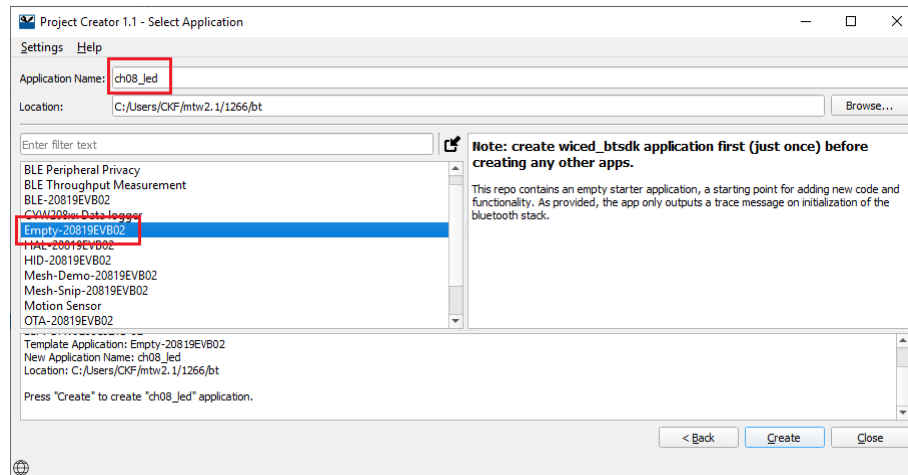 Project Creator 1.1 - Select Application
Settings Help
Application Name: ch08_led
Location: C:/Users/CKF/mtw2.1/1266/bt Browse...
Enter filter text
BLE Peripheral Privacy
BLE Throughput Measurement
BLE-20819EVB02
CYW208xx Data logger
Empty-20819EVB02
HAL-20819EVB02
HID-20819EVB02
Mesh-Demo-20819EVB02
Mesh-Snip-20819EVB02
Motion Sensor
OTA-20819EVB02
Note: create wiced_btsdk application first (just once) before
creating any other apps.
This repo contains an empty starter application, a starting point for adding new code and
functionality. As provided, the app only outputs a trace message on initialization of the
bluetooth stack.
Template Application: Empty-20819EVB02
New Application Name: ch08_led
Location: C:/Users/CKF/mtw2.1/1266/bt
Press "Create" to create "ch08_led" application.
< Back Create Close